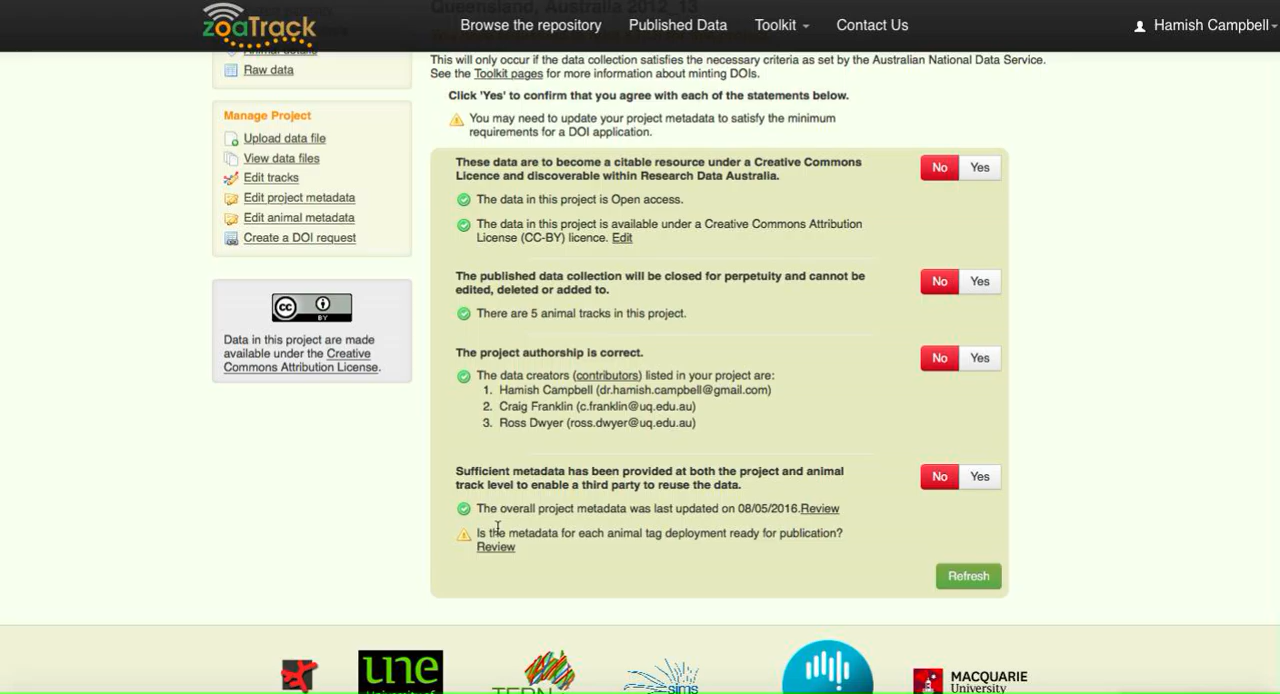 zoaTrack
Browse the repository
Published Data
Toolkit
Contact Us
Hamish Campbell
Queensland, Australia 2012_13
Raw data
Manage Project
Upload data file
View data files
Edit tracks
Edit project metadata
Edit animal metadata
Create a DOI request
cc BY
Data in this project are made
available under the Creative
Commons Attribution License.
This will only occur if the data collection satisfies the necessary criteria as set by the Australian National Data Service.
See the Toolkit pages for more information about minting DOIs.
Click 'Yes' to confirm that you agree with each of the statements below.
You may need to update your project metadata to satisfy the minimum
requirements for a DOI application.
These data are to become a citable resource under a Creative Commons
Licence and discoverable within Research Data Australia.
No Yes
The data in this project is Open access.
The data in this project is available under a Creative Commons Attribution
License (CC-BY) licence. Edit
The published data collection will be closed for perpetuity and cannot be
edited, deleted or added to.
No Yes
There are 5 animal tracks in this project.
The project authorship is correct.
No Yes
The data creators (contributors) listed in your project are:
1. Hamish Campbell (dr.hamish.campbell@gmail.com)
2. Craig Franklin (c.franklin@uq.edu.au)
3. Ross Dwyer (ross.dwyer@uq.edu.au)
Sufficient metadata has been provided at both the project and animal
track level to enable a third party to reuse the data.
No Yes
The overall project metadata was last updated on 08/05/2016.Review
Is the metadata for each animal tag deployment ready for publication?
Review
Refresh
une
University of
TERN
sims
MACQUARIE
University